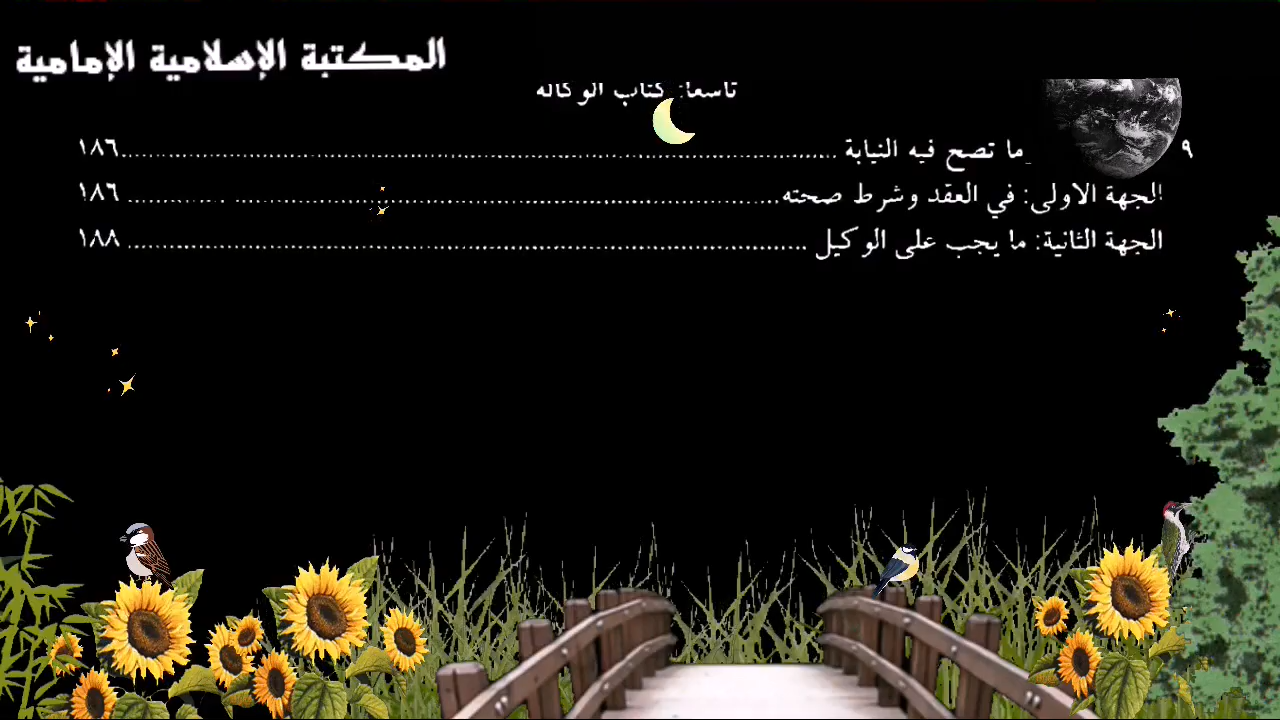 المكتبة الإسلامية الإمامية
تاسعا: كتاب الوكاله
ما تصح فيه النيابة ........ ١٨٦
الجهة الاولى: في العقد وشرط صحته ........ ١٨٦
الجهة الثانية: ما يجب على الوكيل ........ ١٨٨